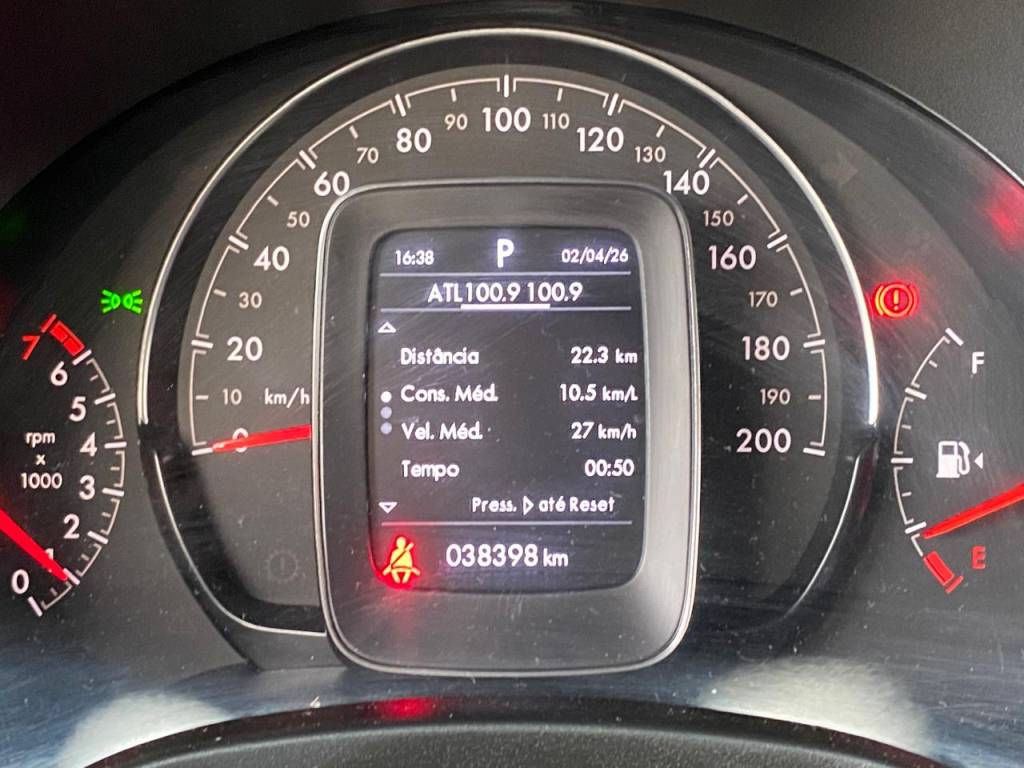 16:38 P 02/04/26
ATL100.9 100.9
Distância 22.3 km
Cons. Méd. 10.5 km/L
Vel. Méd. 27 km/h
Tempo 00:50
Press. ▷ até Reset
038398 km
0 10 20 30 40 50 60 70 80 90 100 110 120 130 140 150 160 170 180 190 200
km/h
7
6
5
4
3
2
1
0
rpm
x
1000
F
E